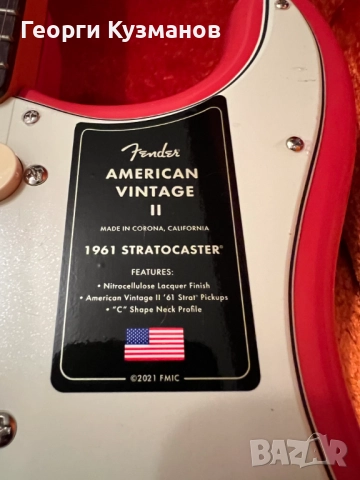 Георги Кузманов
Fender
AMERICAN
VINTAGE
II
MADE IN CORONA, CALIFORNIA
1961 STRATOCASTER®
FEATURES:
• Nitrocellulose Lacquer Finish
• American Vintage II '61 Strat® Pickups
• "C" Shape Neck Profile
©2021 FMIC
BAZAR